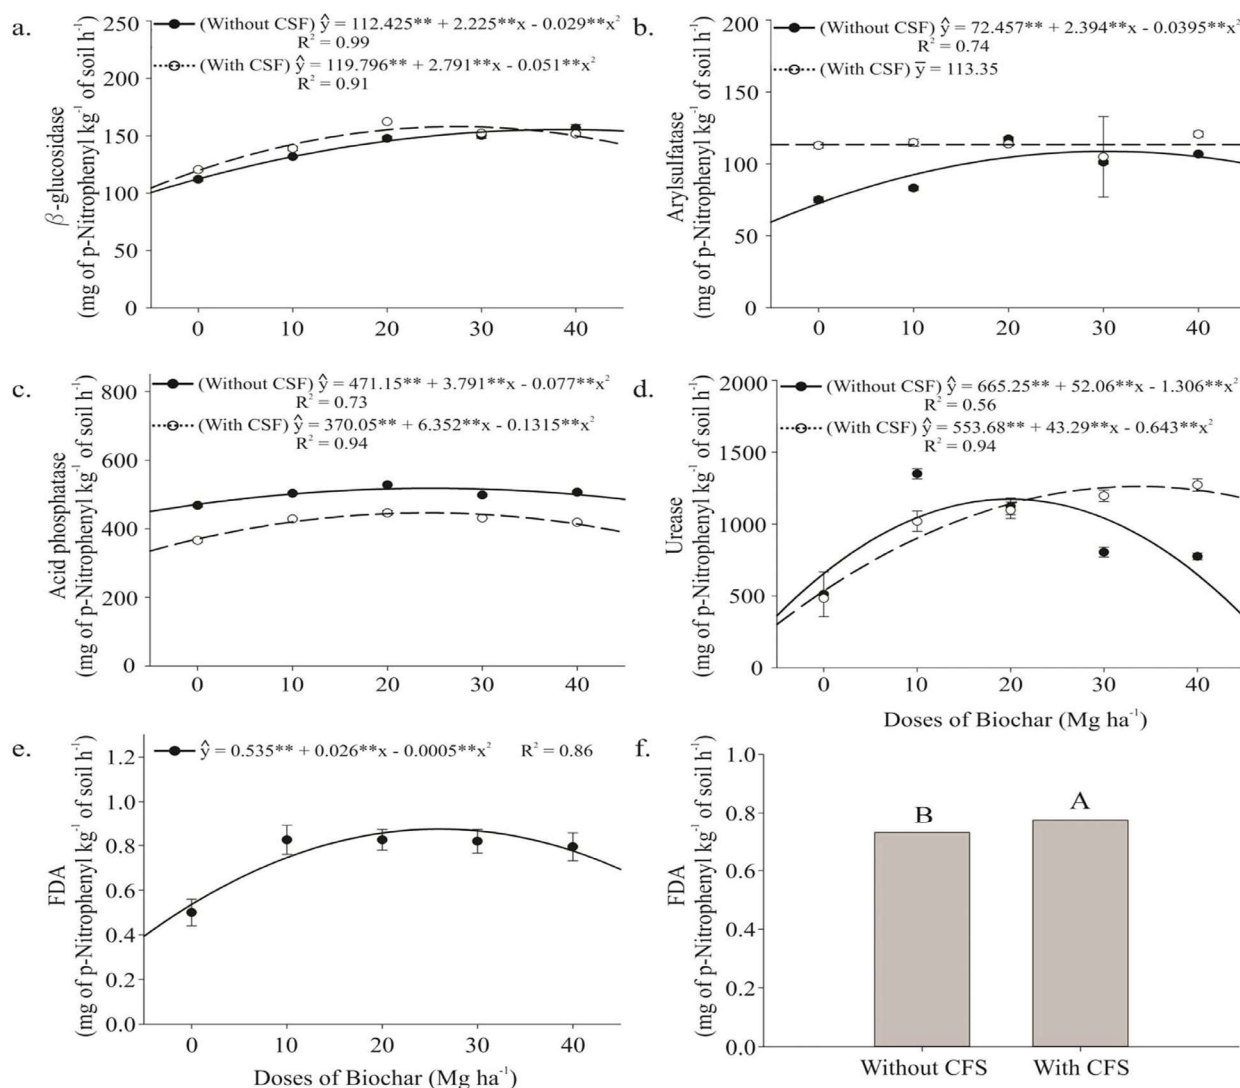 a.
β-glucosidase
(mg of p-Nitrophenyl kg⁻¹ of soil h⁻¹)
250
200
150
100
50
0
(Without CSF) ŷ = 112.425** + 2.225**x - 0.029**x²
R² = 0.99
(With CSF) ŷ = 119.796** + 2.791**x - 0.051**x²
R² = 0.91
0 10 20 30 40
b.
Arylsulfatase
(mg of p-Nitrophenyl kg⁻¹ of soil h⁻¹)
200
150
100
50
0
(Without CSF) ŷ = 72.457** + 2.394**x - 0.0395**x²
R² = 0.74
(With CSF) y̅ = 113.35
0 10 20 30 40
c.
Acid phosphatase
(mg of p-Nitrophenyl kg⁻¹ of soil h⁻¹)
800
600
400
200
0
(Without CSF) ŷ = 471.15** + 3.791**x - 0.077**x²
R² = 0.73
(With CSF) ŷ = 370.05** + 6.352**x - 0.1315**x²
R² = 0.94
0 10 20 30 40
d.
Urease
(mg of p-Nitrophenyl kg⁻¹ of soil h⁻¹)
2000
1500
1000
500
0
(Without CSF) ŷ = 665.25** + 52.06**x - 1.306**x²
R² = 0.56
(With CSF) ŷ = 553.68** + 43.29**x - 0.643**x²
R² = 0.94
0 10 20 30 40
Doses of Biochar (Mg ha⁻¹)
e.
FDA
(mg of p-Nitrophenyl kg⁻¹ of soil h⁻¹)
1.2
1.0
0.8
0.6
0.4
0.2
0.0
ŷ = 0.535** + 0.026**x - 0.0005**x² R² = 0.86
0 10 20 30 40
Doses of Biochar (Mg ha⁻¹)
f.
FDA
(mg of p-Nitrophenyl kg⁻¹ of soil h⁻¹)
1.0
0.8
0.6
0.4
0.2
0.0
B
A
Without CFS With CFS